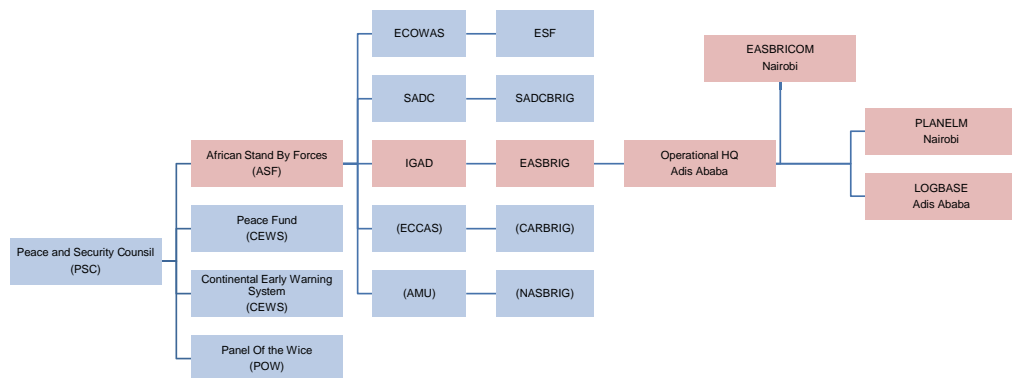 Peace and Security Counsil
(PSC)
African Stand By Forces
(ASF)
Peace Fund
(CEWS)
Continental Early Warning
System
(CEWS)
Panel Of the Wice
(POW)
ECOWAS
ESF
SADC
SADCBRIG
IGAD
EASBRIG
(ECCAS)
(CARBRIG)
(AMU)
(NASBRIG)
Operational HQ
Adis Ababa
EASBRICOM
Nairobi
PLANELM
Nairobi
LOGBASE
Adis Ababa